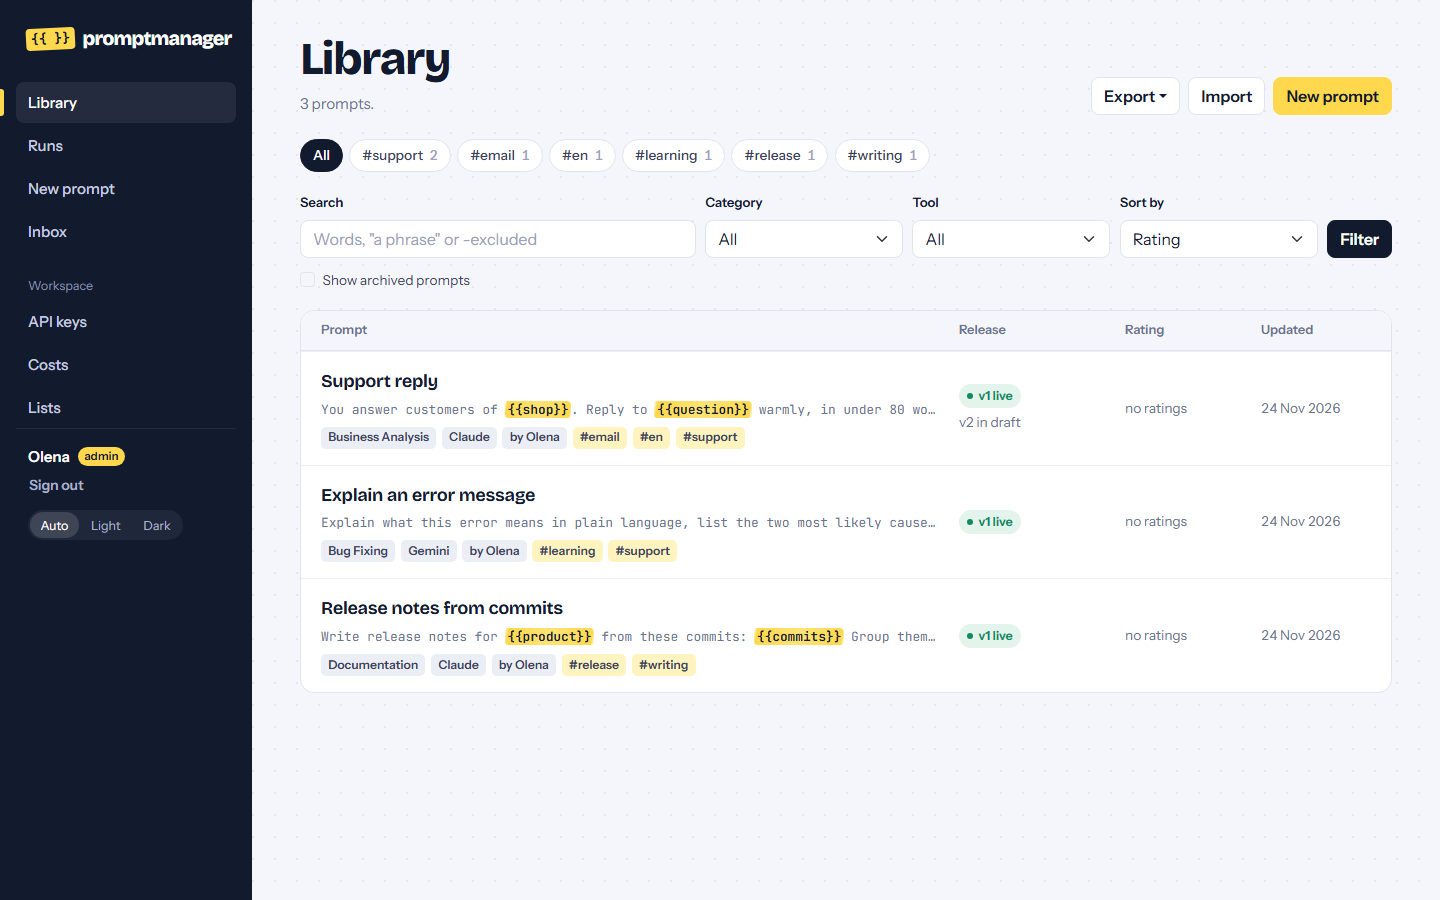 {{ }} promptmanager
Library
Runs
New prompt
Inbox
Workspace
API keys
Costs
Lists
Olena admin
Sign out
Auto Light Dark
Library
3 prompts.
Export Import New prompt
All #support 2 #email 1 #en 1 #learning 1 #release 1 #writing 1
Search Category Tool Sort by
Words, "a phrase" or -excluded All All Rating Filter
Show archived prompts
Prompt Release Rating Updated
Support reply
You answer customers of {{shop}}. Reply to {{question}} warmly, in under 80 wo…
Business Analysis Claude by Olena #email #en #support
v1 live
v2 in draft
no ratings
24 Nov 2026
Explain an error message
Explain what this error means in plain language, list the two most likely cause…
Bug Fixing Gemini by Olena #learning #support
v1 live
no ratings
24 Nov 2026
Release notes from commits
Write release notes for {{product}} from these commits: {{commits}} Group them…
Documentation Claude by Olena #release #writing
v1 live
no ratings
24 Nov 2026